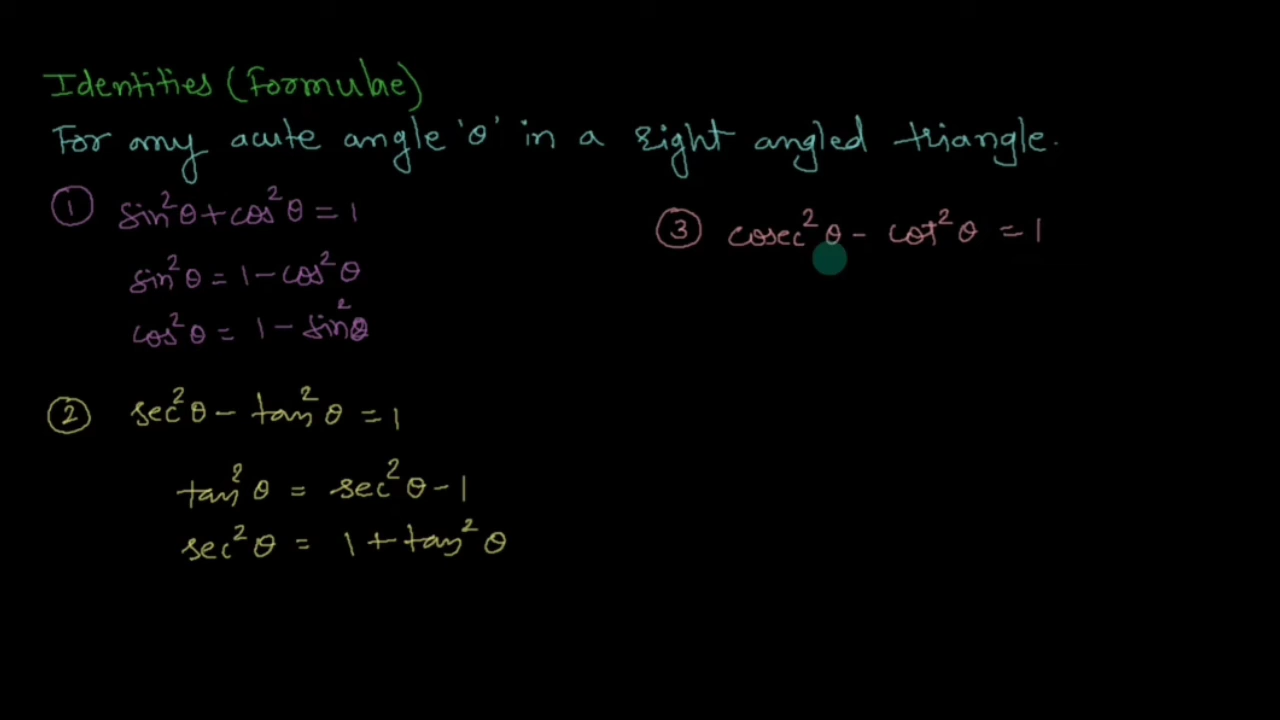 Identities (Formulae)
For any acute angle 'θ' in a right angled triangle.
① sin²θ + cos²θ = 1
sin²θ = 1 - cos²θ
cos²θ = 1 - sin²θ
② sec²θ - tan²θ = 1
tan²θ = sec²θ - 1
sec²θ = 1 + tan²θ
③ cosec²θ - cot²θ = 1